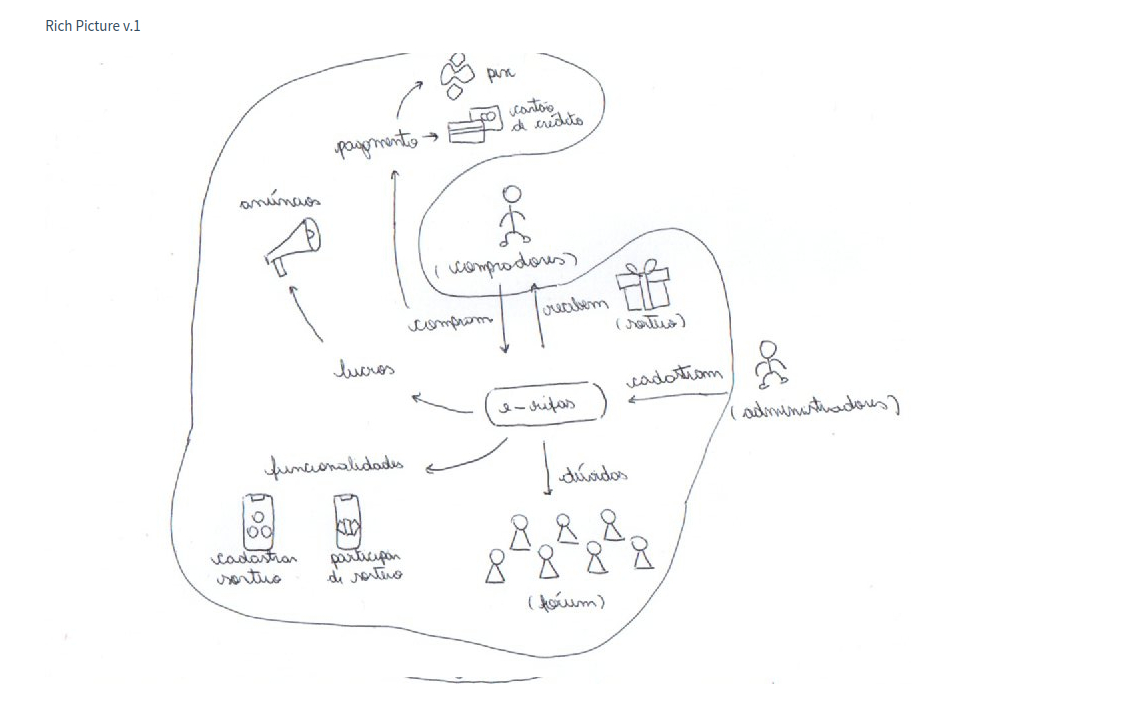 Rich Picture v.1
pix
cartão
de crédito
pagamento
anúncios
(compradores)
compram
recebem
(sorteio)
lucros
cadastram
e-rifas
(administradores)
funcionalidades
dúvidas
cadastrar
sorteio
participar
de sorteio
(fórum)